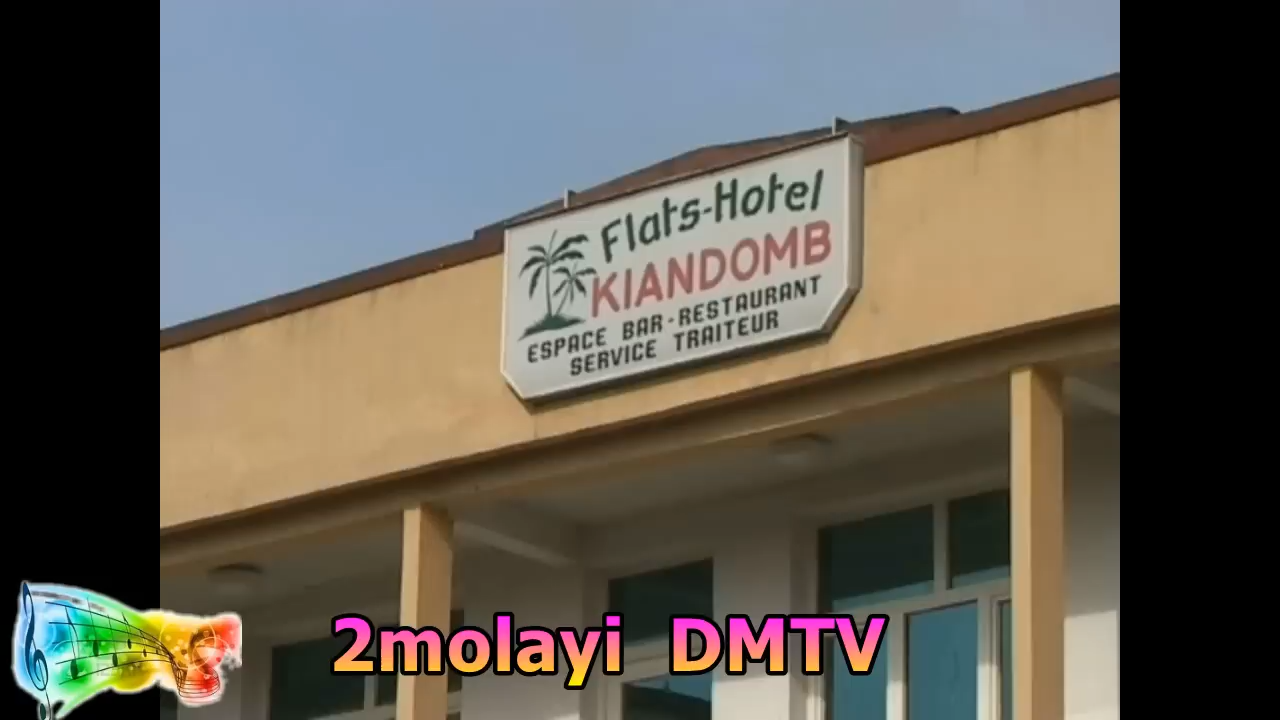 Flats-Hotel
KIANDOMB
ESPACE BAR-RESTAURANT
SERVICE TRAITEUR
2molayi DMTV